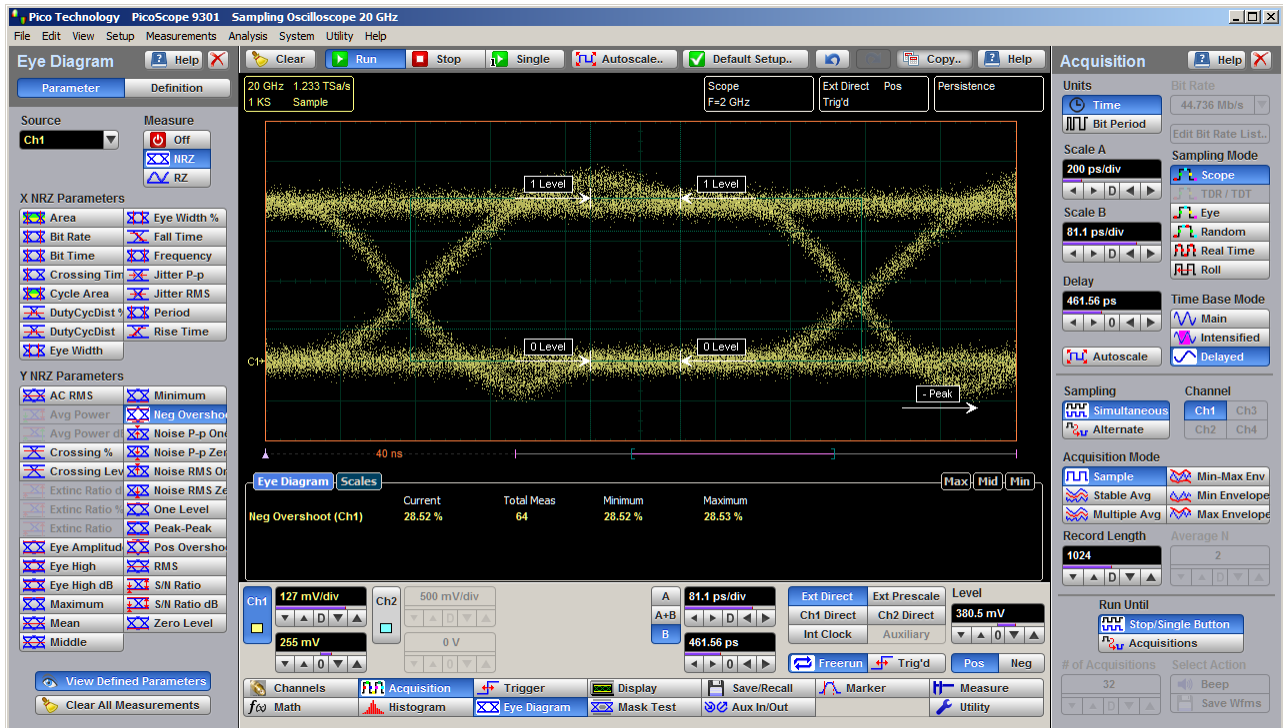 Pico Technology PicoScope 9301 Sampling Oscilloscope 20 GHz
File Edit View Setup Measurements Analysis System Utility Help
Eye Diagram Help
Parameter Definition
Source Measure
Ch1 Off
NRZ
RZ
X NRZ Parameters
Area Eye Width %
Bit Rate Fall Time
Bit Time Frequency
Crossing Tim Jitter P-p
Cycle Area Jitter RMS
DutyCycDist % Period
DutyCycDist Rise Time
Eye Width
Y NRZ Parameters
AC RMS Minimum
Avg Power Neg Overshoo
Avg Power dB Noise P-p One
Crossing % Noise P-p Zer
Crossing Lev Noise RMS On
Extinc Ratio d Noise RMS Ze
Extinc Ratio % One Level
Extinc Ratio Peak-Peak
Eye Amplitud Pos Oversho
Eye High RMS
Eye High dB S/N Ratio
Maximum S/N Ratio dB
Mean Zero Level
Middle
View Defined Parameters
Clear All Measurements
Clear Run Stop Single Autoscale.. Default Setup.. Copy.. Help
20 GHz 1.233 TSa/s
1 KS Sample
Scope
F=2 GHz
Ext Direct Pos
Trig'd
Persistence
1 Level 1 Level
0 Level 0 Level
C1
- Peak
40 ns
Eye Diagram Scales Max Mid Min
Current Total Meas Minimum Maximum
Neg Overshoot (Ch1) 28.52 % 64 28.52 % 28.53 %
Ch1 127 mV/div Ch2 500 mV/div
D D
255 mV 0 V
0 0
A 81.1 ps/div
A+B D
B 461.56 ps
0
Ext Direct Ext Prescale Level
Ch1 Direct Ch2 Direct 380.5 mV
Int Clock Auxiliary 0
Freerun Trig'd Pos Neg
Channels Acquisition Trigger Display Save/Recall Marker Measure
f(x) Math Histogram Eye Diagram Mask Test Aux In/Out Utility
Acquisition Help
Units Bit Rate
Time 44.736 Mb/s
Bit Period Edit Bit Rate List..
Scale A Sampling Mode
200 ps/div Scope
D TDR / TDT
Scale B Eye
81.1 ps/div Random
D Real Time
Roll
Delay
461.56 ps Time Base Mode
0 Main
Intensified
Autoscale Delayed
Sampling Channel
Simultaneous Ch1 Ch3
Alternate Ch2 Ch4
Acquisition Mode
Sample Min-Max Env
Stable Avg Min Envelope
Multiple Avg Max Envelope
Record Length Average N
1024 2
D D
Run Until
Stop/Single Button
Acquisitions
# of Acquisitions Select Action
32 Beep
D Save Wfms